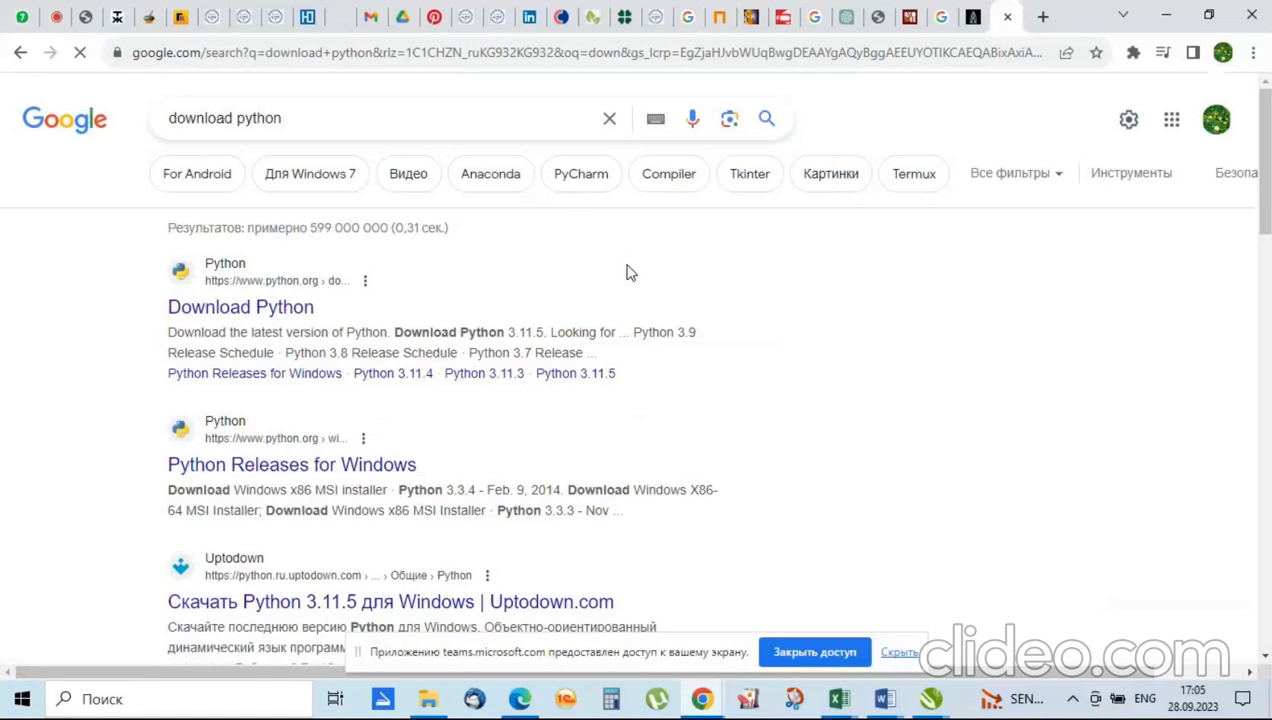 google.com/search?q=download+python&rlz=1C1CHZN_ruKG932KG932&oq=down&gs_lcrp=EgZjaHJvbWUqBwgDEAAYgAQyBggAEEUYOTIKCAEQABixAxiA...
Google
download python
For Android
Для Windows 7
Видео
Anaconda
PyCharm
Compiler
Tkinter
Картинки
Termux
Все фильтры
Инструменты
Безопа
Результатов: примерно 599 000 000 (0,31 сек.)
Python
https://www.python.org › do...
Download Python
Download the latest version of Python. Download Python 3.11.5. Looking for ... Python 3.9
Release Schedule · Python 3.8 Release Schedule · Python 3.7 Release ...
Python Releases for Windows · Python 3.11.4 · Python 3.11.3 · Python 3.11.5
Python
https://www.python.org › wi...
Python Releases for Windows
Download Windows x86 MSI installer · Python 3.3.4 - Feb. 9, 2014. Download Windows X86-
64 MSI Installer; Download Windows x86 MSI Installer · Python 3.3.3 - Nov ...
Uptodown
https://python.ru.uptodown.com › ... › Общие › Python
Скачать Python 3.11.5 для Windows | Uptodown.com
Скачайте последнюю версию Python для Windows. Объектно-ориентированный
динамический язык програм
Приложению teams.microsoft.com предоставлен доступ к вашему экрану.
Закрыть доступ
Скрыть
clideo.com
Поиск
SEN...
ENG
17:05
28.09.2023